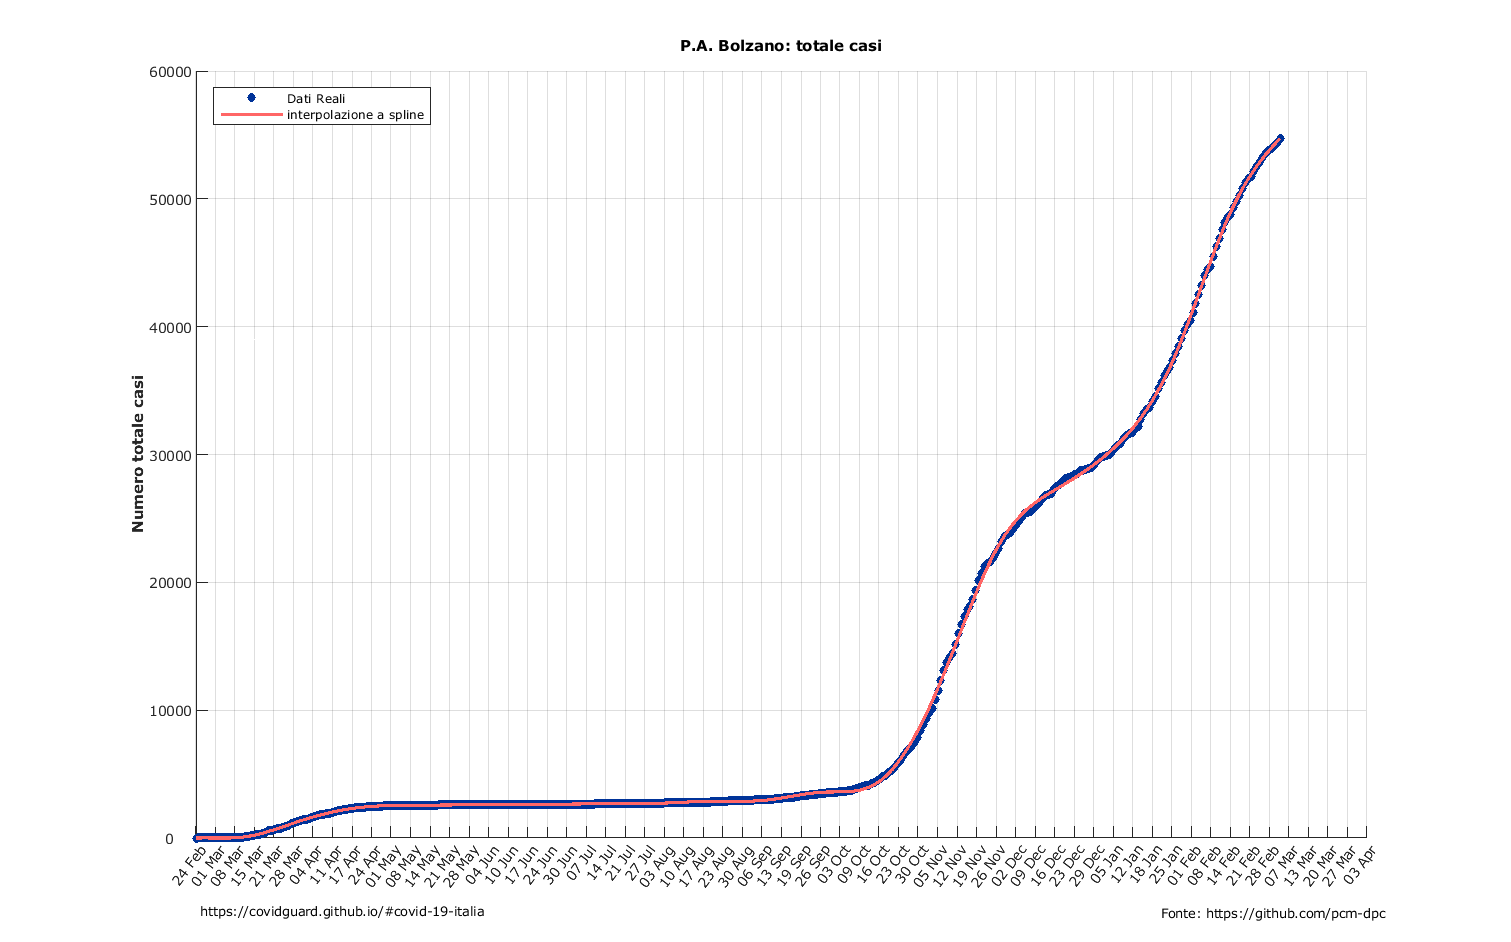 P.A. Bolzano: totale casi
60000
Dati Reali
interpolazione a spline
50000
40000
Numero totale casi
30000
20000
10000
0
24 Feb
01 Mar
08 Mar
15 Mar
21 Mar
28 Mar
04 Apr
11 Apr
17 Apr
24 Apr
01 May
08 May
14 May
21 May
28 May
04 Jun
10 Jun
17 Jun
24 Jun
30 Jun
07 Jul
14 Jul
21 Jul
27 Jul
03 Aug
10 Aug
17 Aug
23 Aug
30 Aug
06 Sep
13 Sep
19 Sep
26 Sep
03 Oct
09 Oct
16 Oct
23 Oct
30 Oct
05 Nov
12 Nov
19 Nov
26 Nov
02 Dec
09 Dec
16 Dec
23 Dec
29 Dec
05 Jan
12 Jan
18 Jan
25 Jan
01 Feb
08 Feb
14 Feb
21 Feb
28 Feb
07 Mar
13 Mar
20 Mar
27 Mar
03 Apr
https://covidguard.github.io/#covid-19-italia
Fonte: https://github.com/pcm-dpc